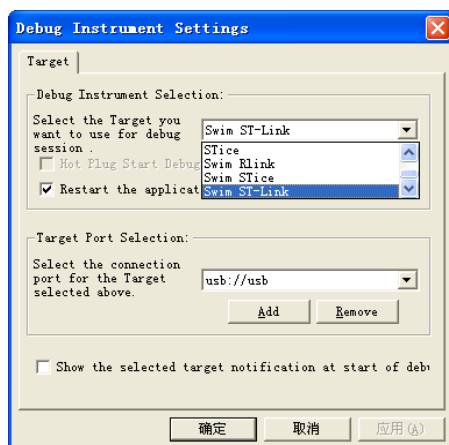 Debug Instrument Settings
Target
Debug Instrument Selection:
Select the Target you
want to use for debug
session .
Swim ST-Link
STice
Swim Rlink
Swim STice
Swim ST-Link
Hot Plug Start Debug
Restart the applicat
Target Port Selection:
Select the connection
port for the Target
selected above.
usb://usb
Add
Remove
Show the selected target notification at start of deb
确定
取消
应用(A)